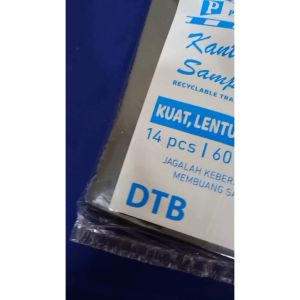 P P
Kant
Samp
RECYCLABLE TRA
KUAT, LENTU
14 pcs | 60
JAGALAH KEBER
MEMBUANG SA
DTB